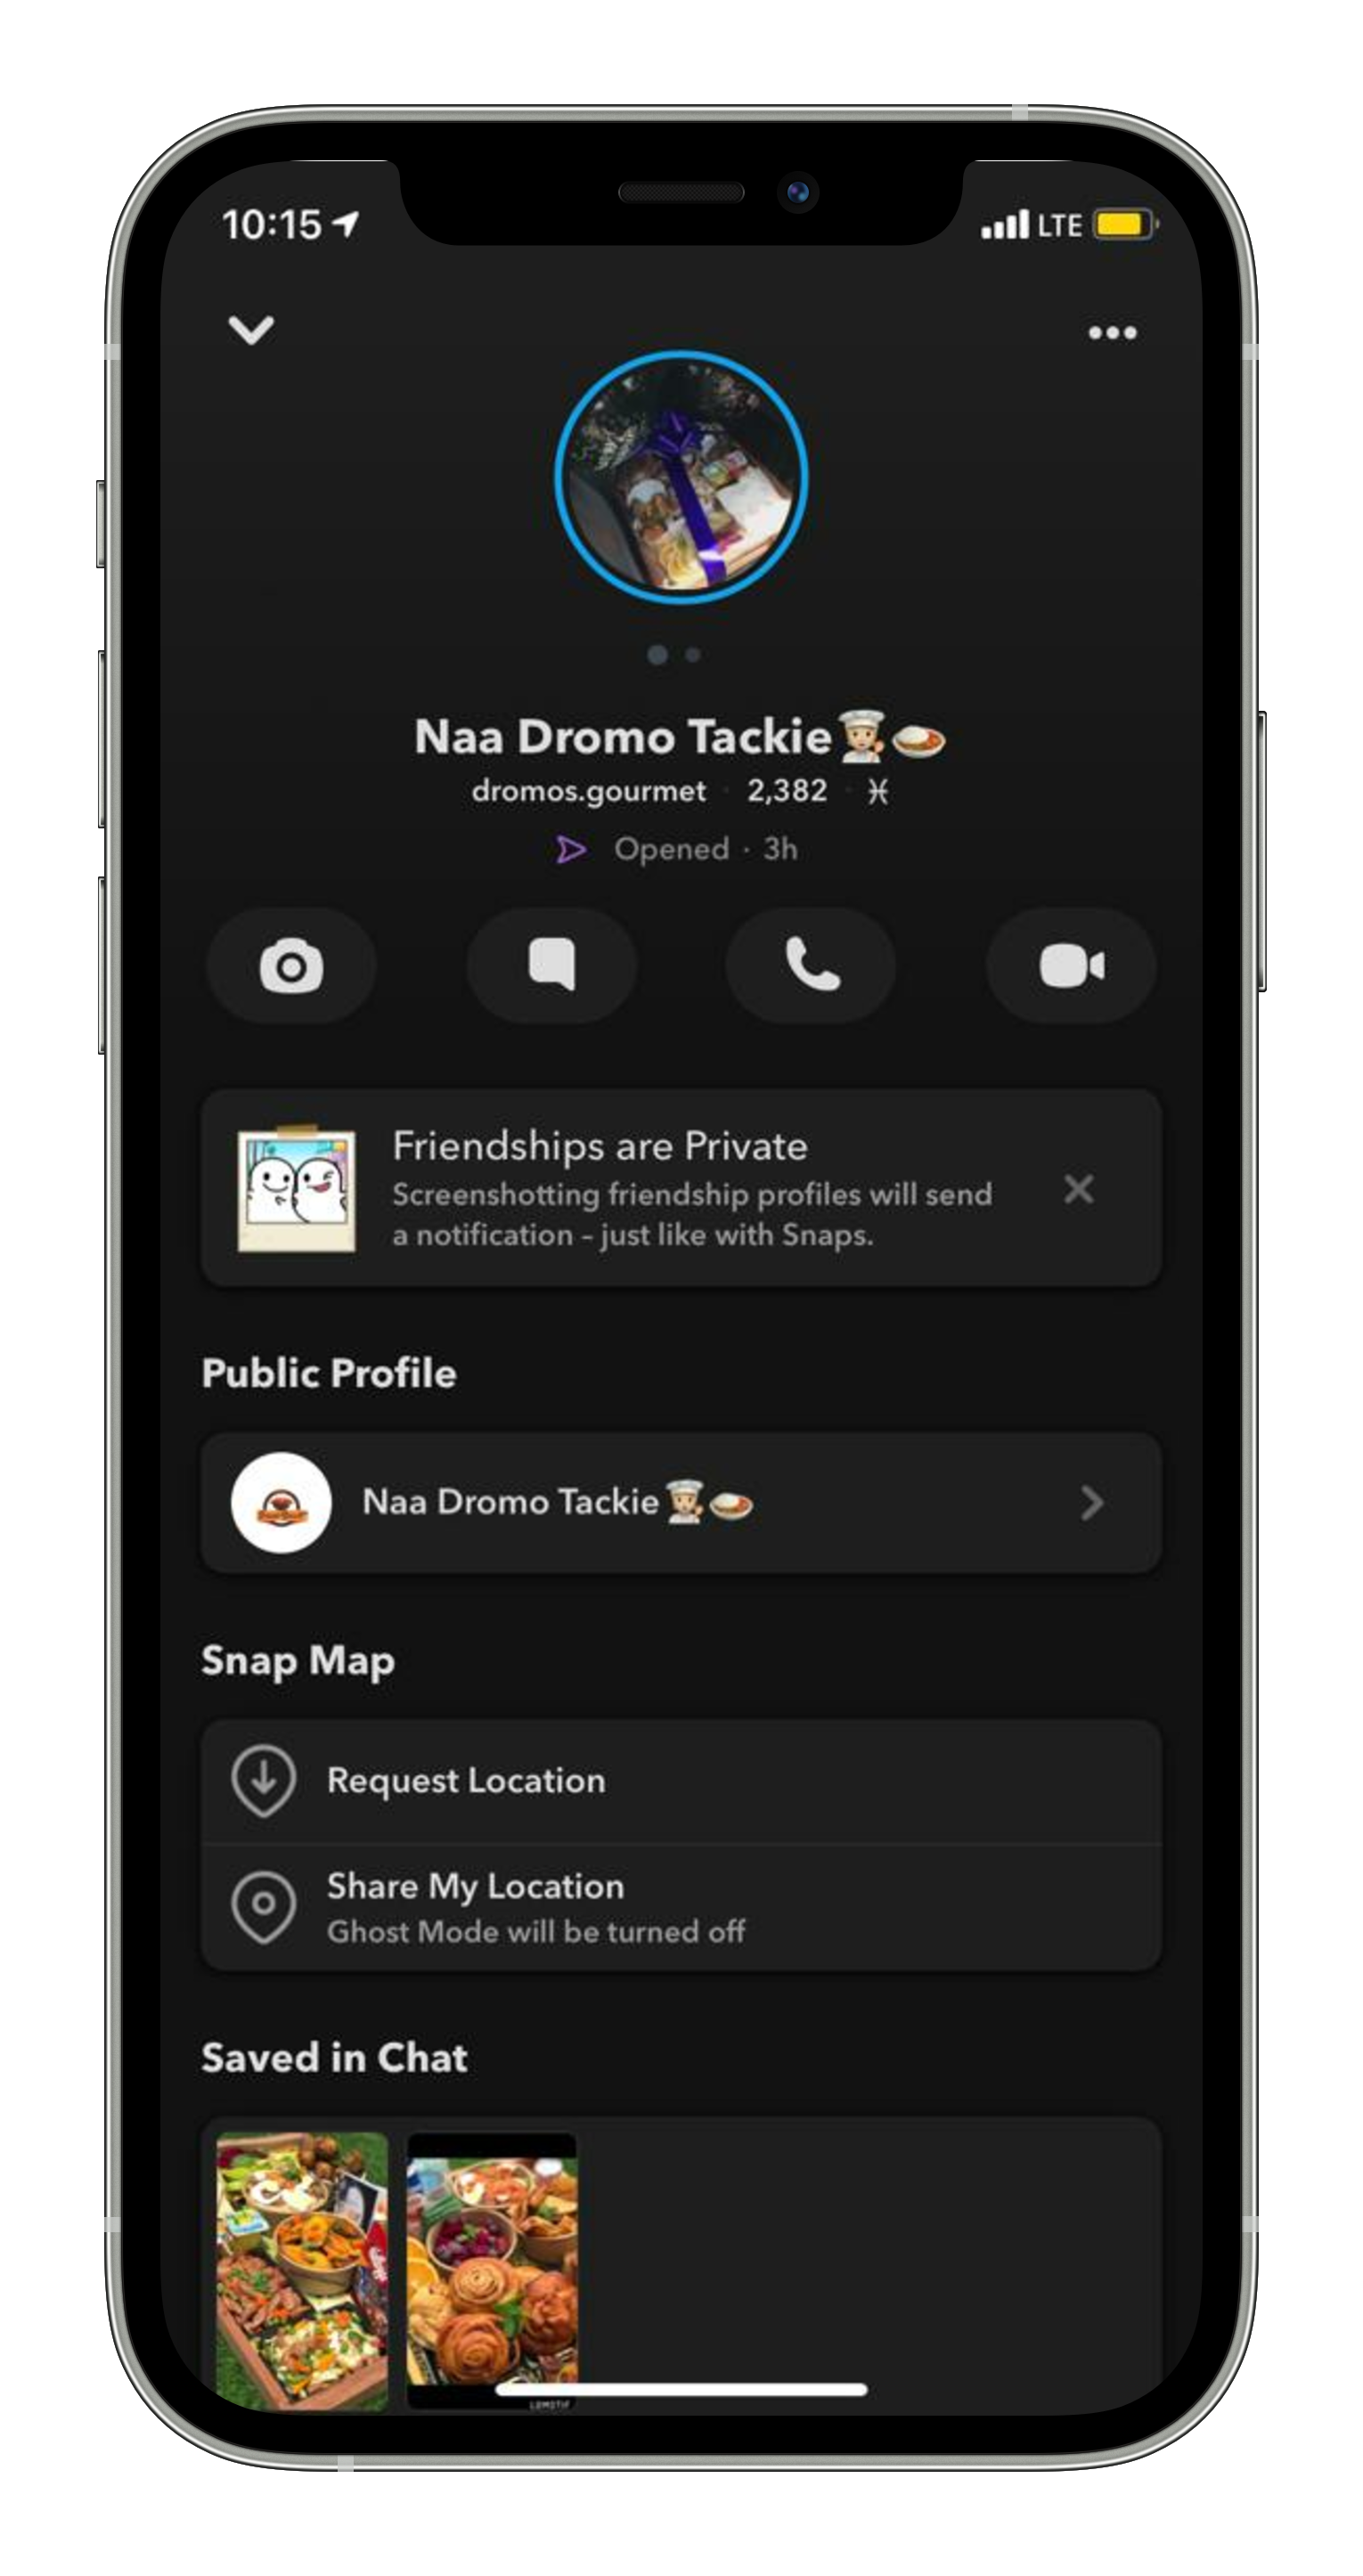 10:15
LTE
Naa Dromo Tackie👨🏼‍🍳🍛
dromos.gourmet · 2,382 · ♓︎
Opened · 3h
Friendships are Private
Screenshotting friendship profiles will send
a notification – just like with Snaps.
Public Profile
Naa Dromo Tackie👨🏼‍🍳🍛
Snap Map
Request Location
Share My Location
Ghost Mode will be turned off
Saved in Chat
LOMOTIF